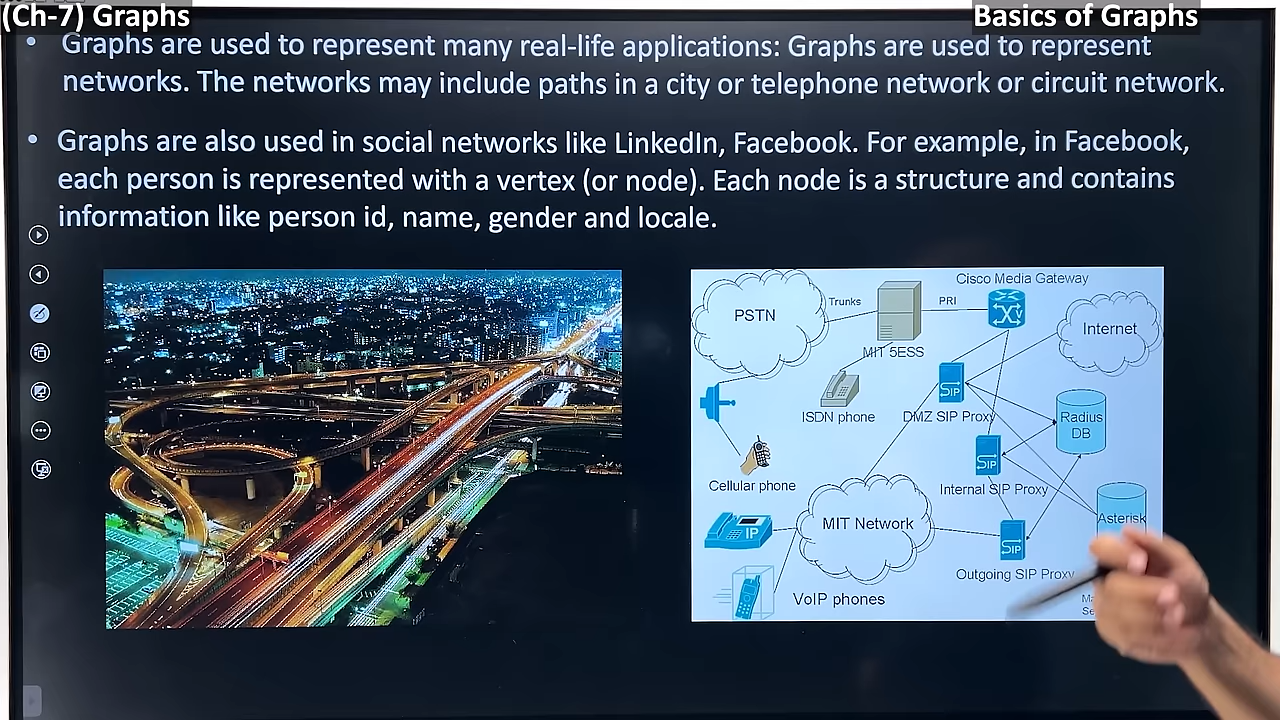 (Ch-7) Graphs
Basics of Graphs
• Graphs are used to represent many real-life applications: Graphs are used to represent
networks. The networks may include paths in a city or telephone network or circuit network.
• Graphs are also used in social networks like LinkedIn, Facebook. For example, in Facebook,
each person is represented with a vertex (or node). Each node is a structure and contains
information like person id, name, gender and locale.
Cisco Media Gateway
PSTN
Trunks
PRI
Internet
MIT 5ESS
ISDN phone
DMZ SIP Proxy
SIP
Radius
DB
SIP
Cellular phone
Internal SIP Proxy
MIT Network
Asterisk
IP
SIP
Outgoing SIP Proxy
VoIP phones